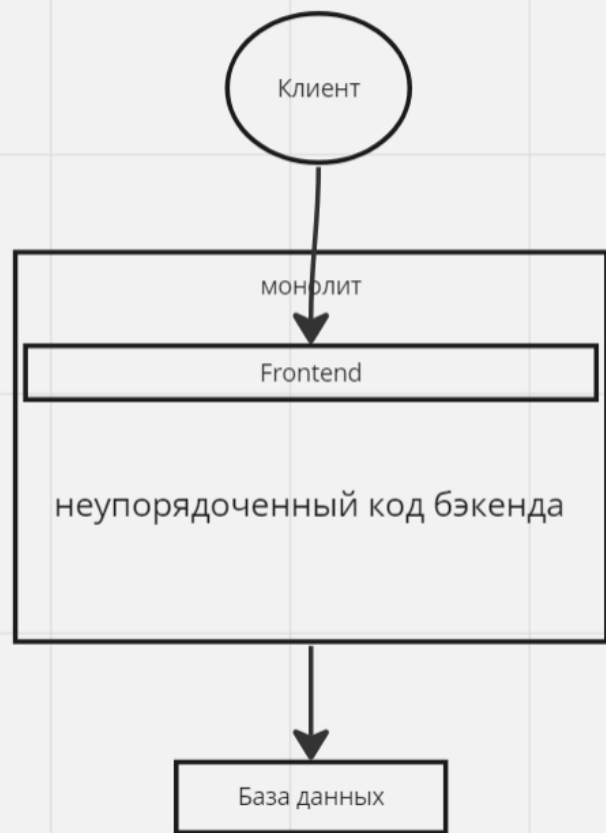 Клиент
монолит
Frontend
неупорядоченный код бэкенда
База данных